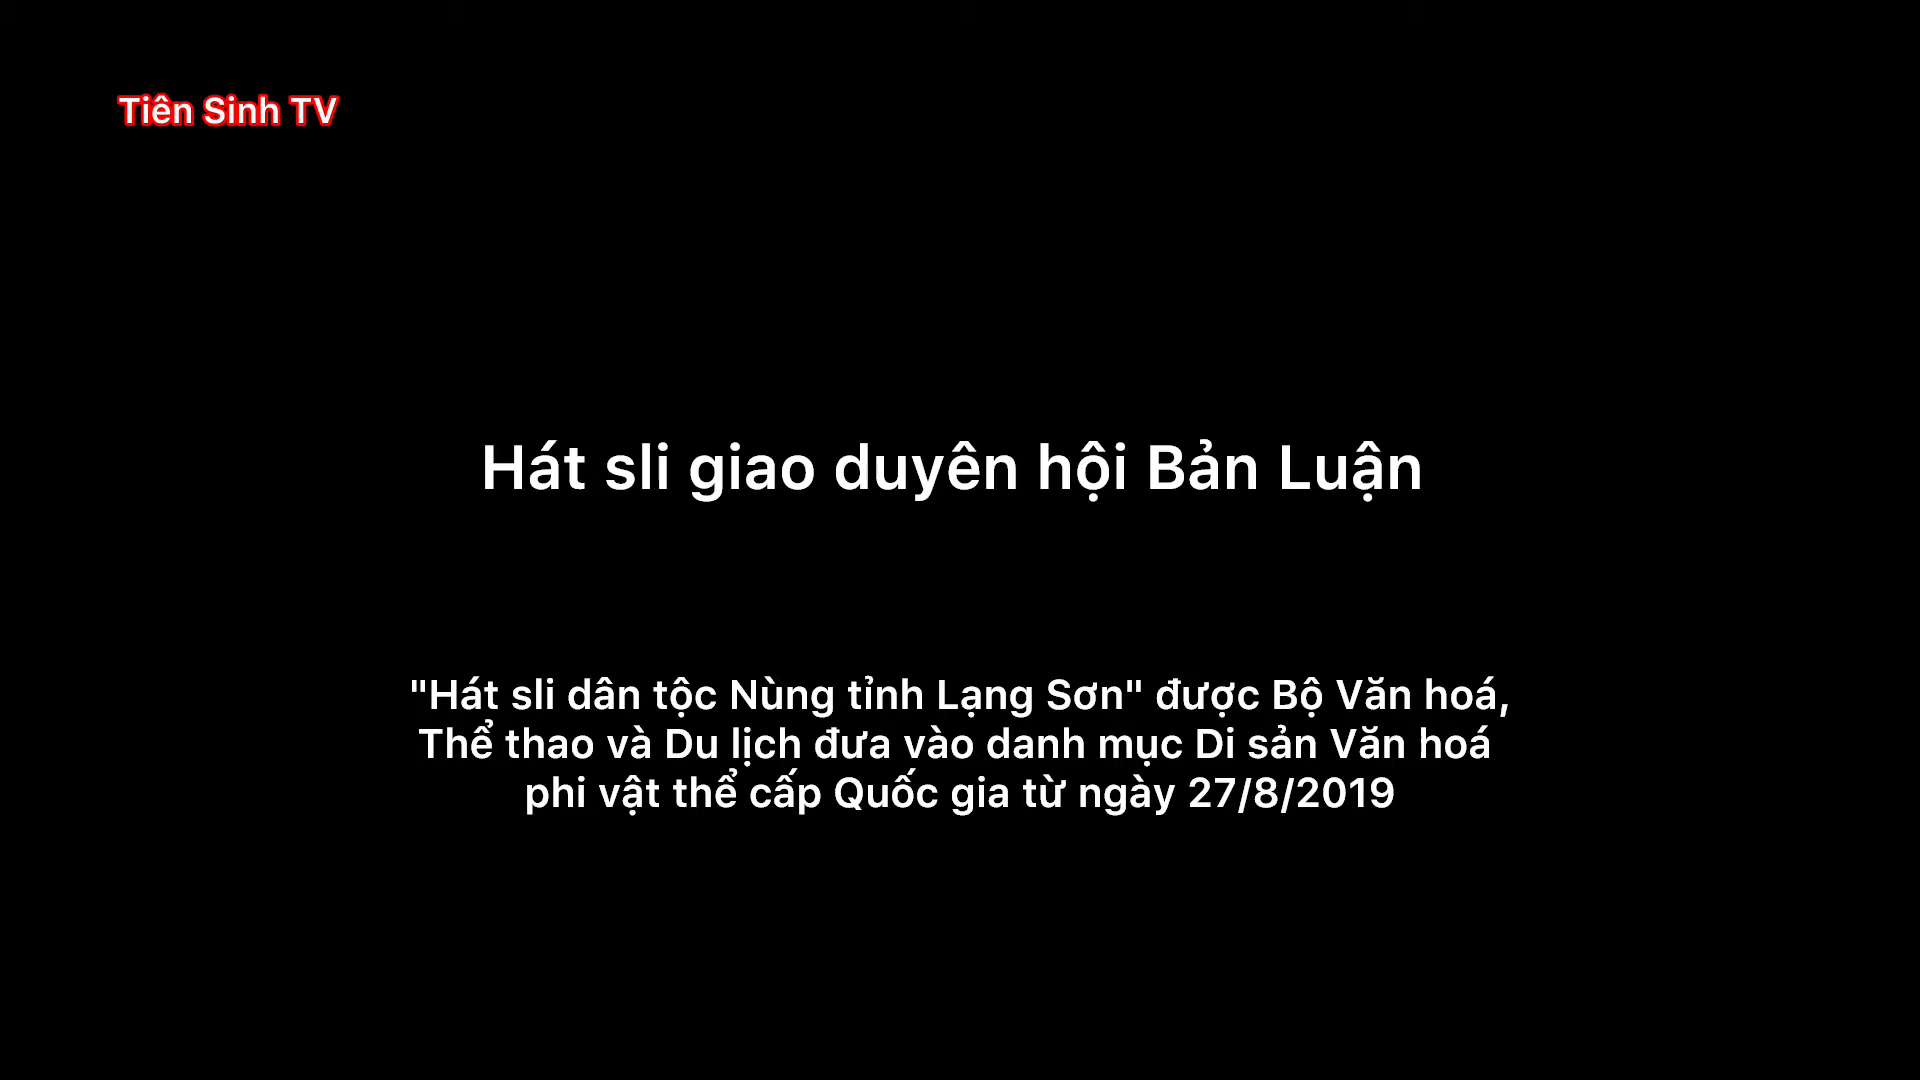 Tiên Sinh TV
Hát sli giao duyên hội Bản Luận
"Hát sli dân tộc Nùng tỉnh Lạng Sơn" được Bộ Văn hoá,
Thể thao và Du lịch đưa vào danh mục Di sản Văn hoá
phi vật thể cấp Quốc gia từ ngày 27/8/2019